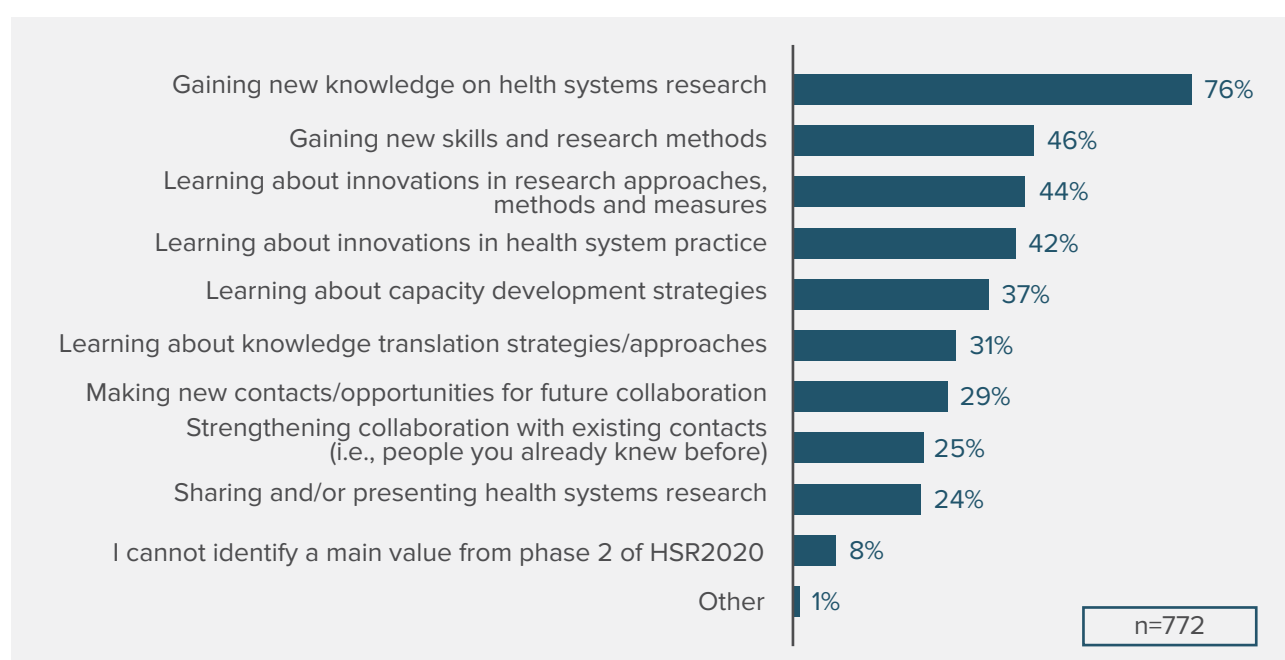 Gaining new knowledge on helth systems research
76%
Gaining new skills and research methods
46%
Learning about innovations in research approaches,
methods and measures
44%
Learning about innovations in health system practice
42%
Learning about capacity development strategies
37%
Learning about knowledge translation strategies/approaches
31%
Making new contacts/opportunities for future collaboration
29%
Strengthening collaboration with existing contacts
(i.e., people you already knew before)
25%
Sharing and/or presenting health systems research
24%
I cannot identify a main value from phase 2 of HSR2020
8%
Other
1%
n=772